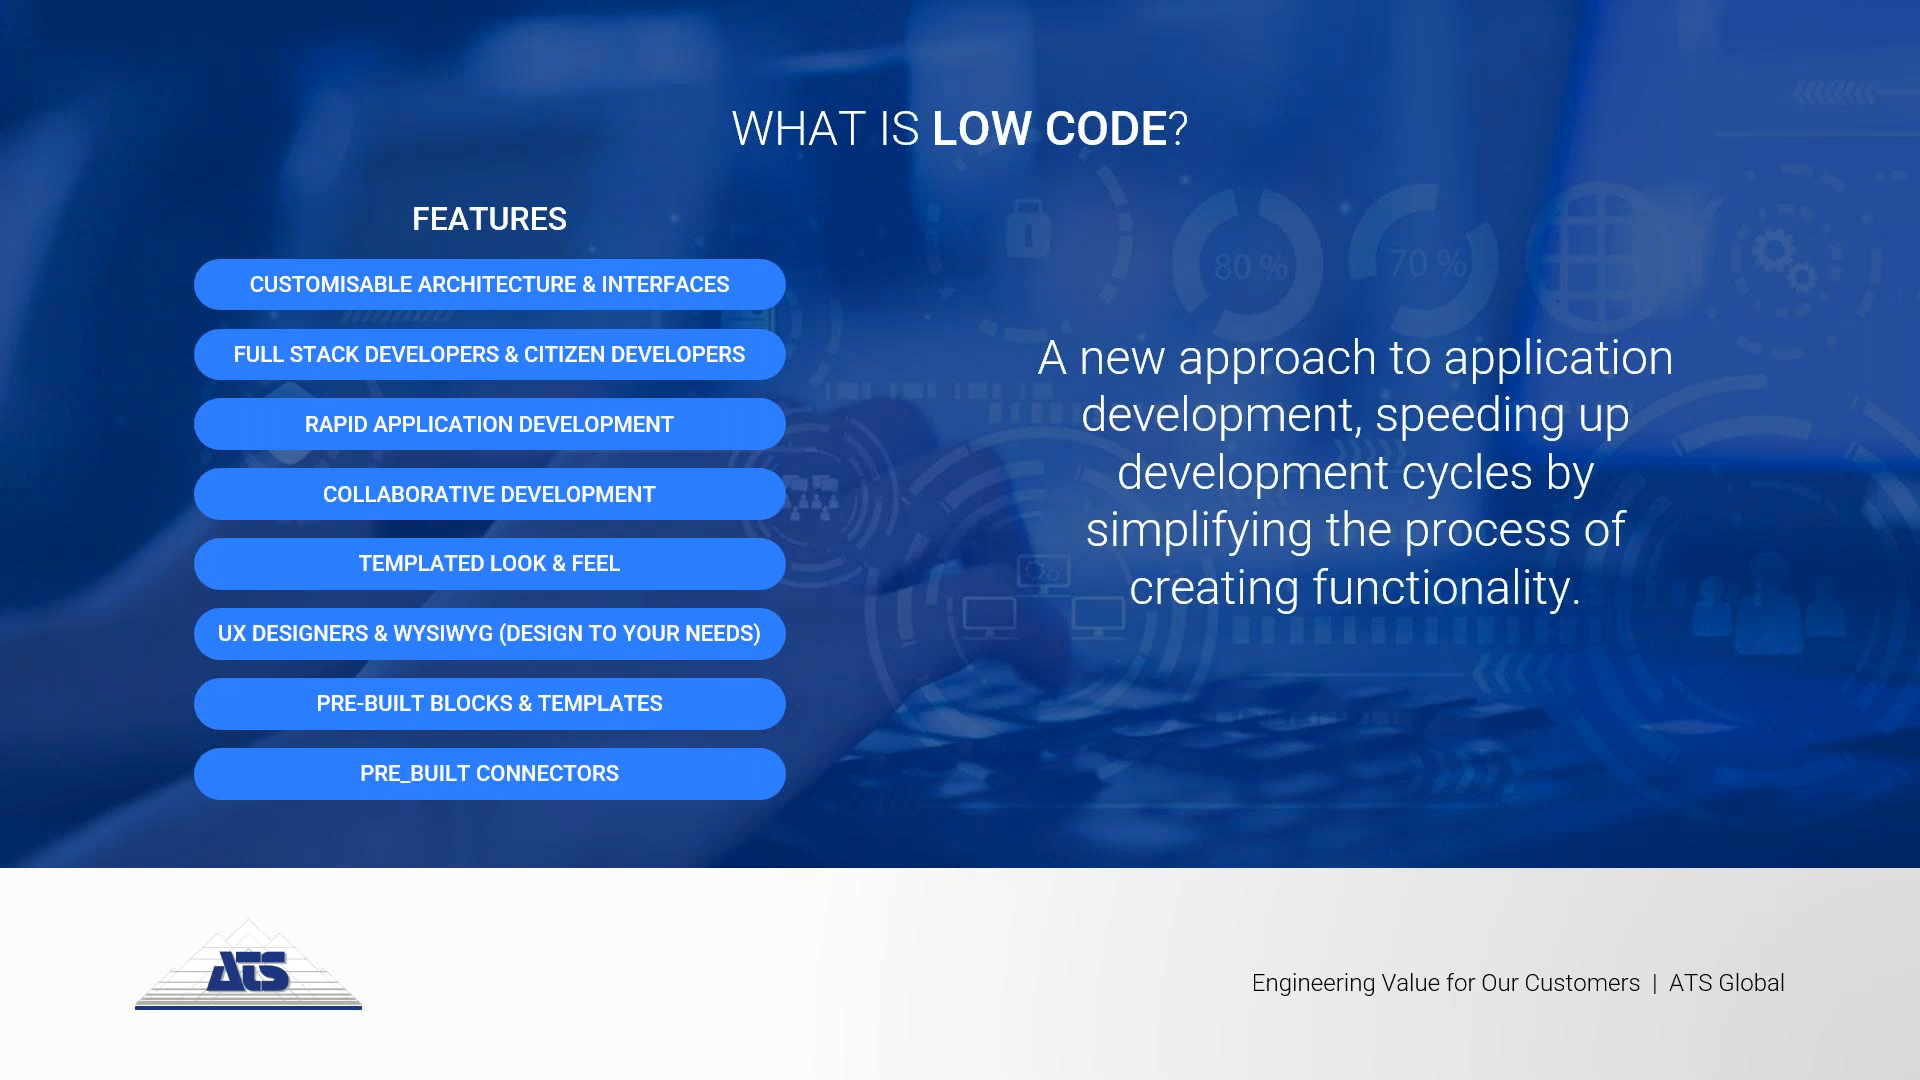 WHAT IS LOW CODE?
FEATURES
CUSTOMISABLE ARCHITECTURE & INTERFACES
FULL STACK DEVELOPERS & CITIZEN DEVELOPERS
RAPID APPLICATION DEVELOPMENT
COLLABORATIVE DEVELOPMENT
TEMPLATED LOOK & FEEL
UX DESIGNERS & WYSIWYG (DESIGN TO YOUR NEEDS)
PRE-BUILT BLOCKS & TEMPLATES
PRE_BUILT CONNECTORS
80 %
70 %
A new approach to application
development, speeding up
development cycles by
simplifying the process of
creating functionality.
ATS
Engineering Value for Our Customers | ATS Global